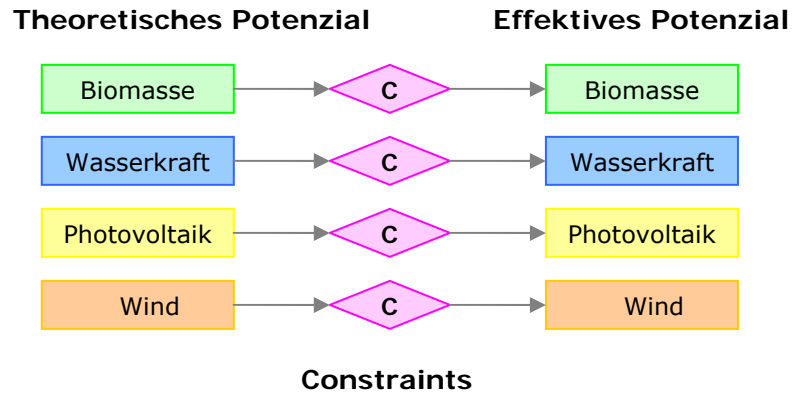 Theoretisches Potenzial Effektives Potenzial
Biomasse C Biomasse
Wasserkraft C Wasserkraft
Photovoltaik C Photovoltaik
Wind C Wind
Constraints